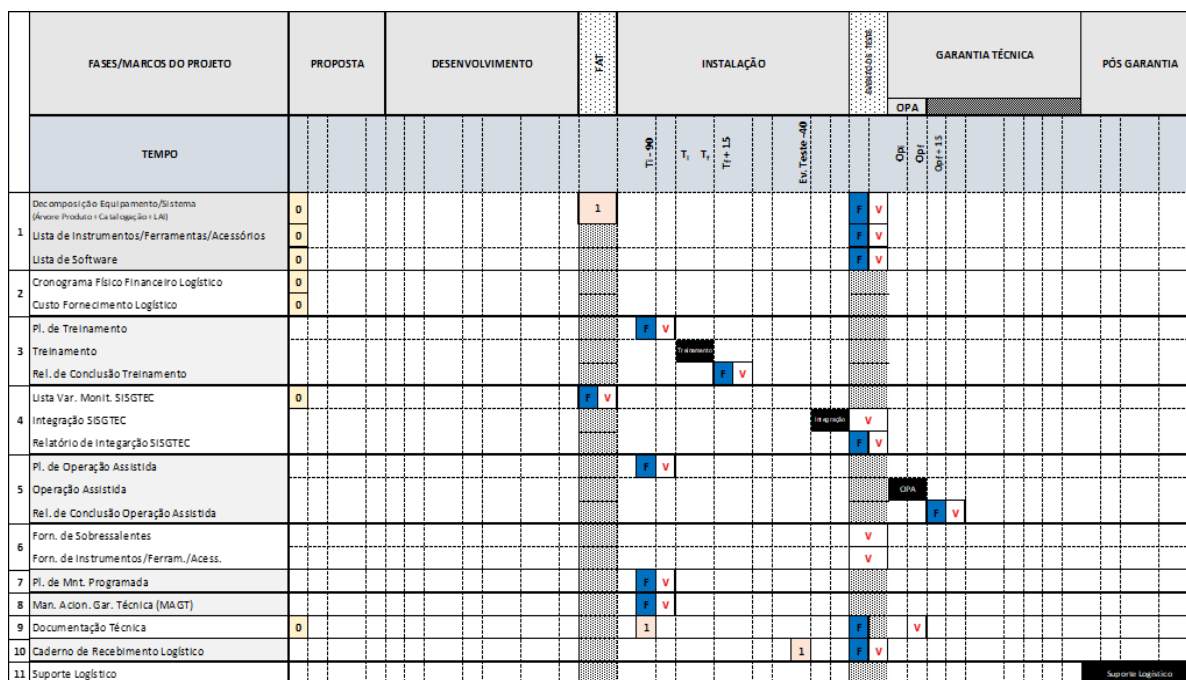 FASES/MARCOS DO PROJETO
PROPOSTA
DESENVOLVIMENTO
FAT
INSTALAÇÃO
EVENTO DE TESTE
GARANTIA TÉCNICA
OPA
PÓS GARANTIA
TEMPO
Ti - 90
Ti Tf
Tf + 15
Ev. Teste -40
Opi
Opf
Opf + 15
1
Decomposição Equipamento/Sistema 0 1 F V
(Árvore Produto + Catalogação + LAI)
Lista de Instrumentos/Ferramentas/Acessórios 0 F V
Lista de Software 0 F V
2
Cronograma Físico Financeiro Logístico 0
Custo Fornecimento Logístico 0
3
Pl. de Treinamento F V
Treinamento Treinamento
Rel. de Conclusão Treinamento F V
4
Lista Var. Monit. SISGTEC 0 F V
Integração SISGTEC Integração V
Relatório de Integarção SISGTEC F V
5
Pl. de Operação Assistida F V
Operação Assistida OPA
Rel. de Conclusão Operação Assistida F V
6
Forn. de Sobressalentes V
Forn. de Instrumentos/Ferram./Acess. V
7 Pl. de Mnt. Programada F V
8 Man. Acion. Gar. Técnica (MAGT) F V
9 Documentação Técnica 0 1 F V
10 Caderno de Recebimento Logístico 1 F V
11 Suporte Logístico Suporte Logístico